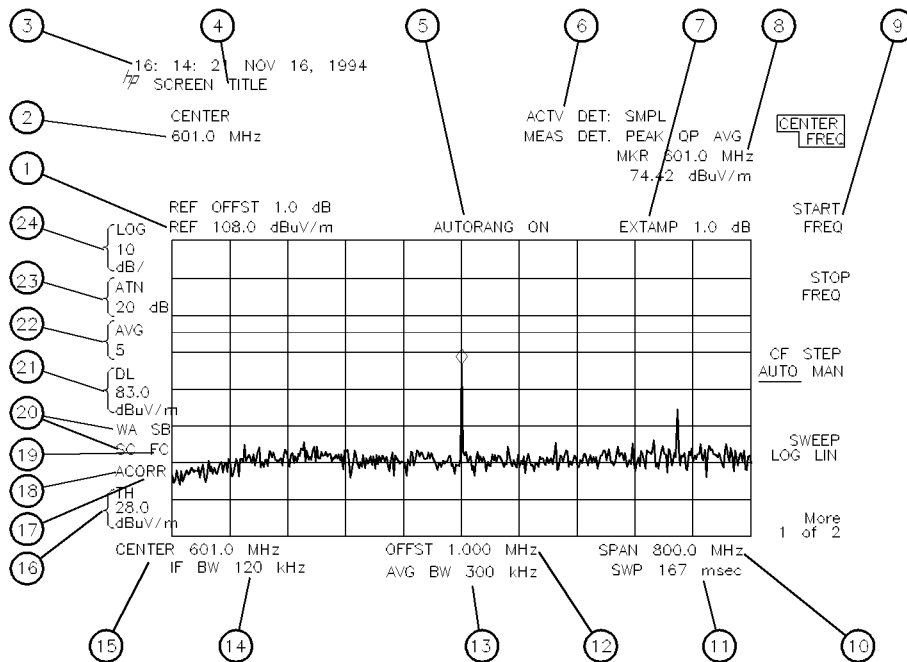 3
4
5
6
7
8
9
16: 14: 21 NOV 16, 1994
hp SCREEN TITLE
2
CENTER
601.0 MHz
ACTV DET: SMPL
MEAS DET: PEAK QP AVG
MKR 601.0 MHz
74.42 dBuV/m
CENTER
FREQ
1
REF OFFST 1.0 dB
REF 108.0 dBuV/m
AUTORANG ON
EXTAMP 1.0 dB
START
FREQ
24
LOG
10
dB/
23
ATN
20 dB
STOP
FREQ
22
AVG
5
21
DL
83.0
dBuV/m
CF STEP
AUTO MAN
20
WA SB
19
SC FC
SWEEP
LOG LIN
18
ACORR
17
TH
28.0
dBuV/m
16
More
1 of 2
CENTER 601.0 MHz
OFFST 1.000 MHz
SPAN 800.0 MHz
IF BW 120 kHz
AVG BW 300 kHz
SWP 167 msec
15
14
13
12
11
10